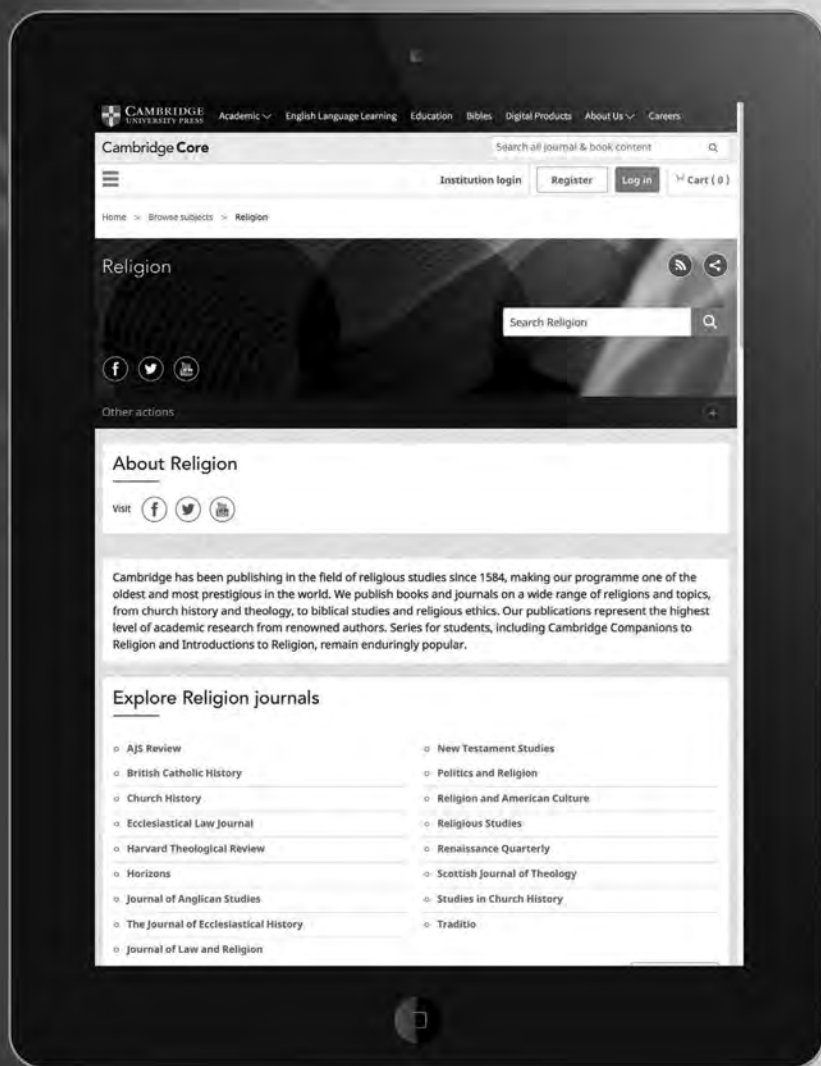 CAMBRIDGE
UNIVERSITY PRESS
Academic English Language Learning Education Bibles Digital Products About Us Careers
Cambridge Core
Search all journal & book content
Institution login Register Log in Cart ( 0 )
Home > Browse subjects > Religion
Religion
Search Religion
Other actions
About Religion
Visit
Cambridge has been publishing in the field of religious studies since 1584, making our programme one of the
oldest and most prestigious in the world. We publish books and journals on a wide range of religions and topics,
from church history and theology, to biblical studies and religious ethics. Our publications represent the highest
level of academic research from renowned authors. Series for students, including Cambridge Companions to
Religion and Introductions to Religion, remain enduringly popular.
Explore Religion journals
AJS Review
British Catholic History
Church History
Ecclesiastical Law Journal
Harvard Theological Review
Horizons
Journal of Anglican Studies
The Journal of Ecclesiastical History
Journal of Law and Religion
New Testament Studies
Politics and Religion
Religion and American Culture
Religious Studies
Renaissance Quarterly
Scottish Journal of Theology
Studies in Church History
Traditio